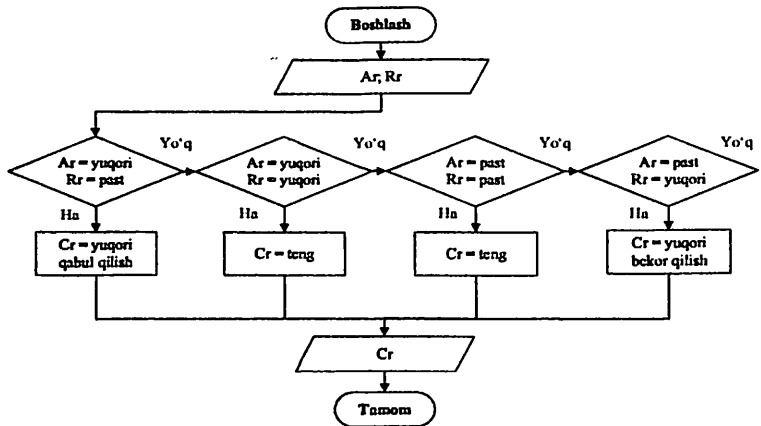 Boshlash
Ar; Rr
Yo'q
Yo'q
Yo'q
Yo'q
Ar = yuqori
Rr = past
Ar = yuqori
Rr = yuqori
Ar = past
Rr = past
Ar = past
Rr = yuqori
Ha
Ha
Ha
Ha
Cr = yuqori
qabul qilish
Cr = teng
Cr = teng
Cr = yuqori
bekor qilish
Cr
Tamom